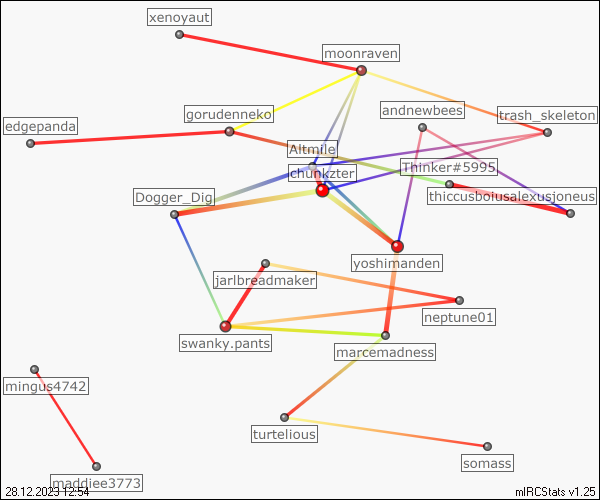 xenoyaut
moonraven
andnewbees
gorudenneko
trash_skeleton
edgepanda
Altmile
Thinker#5995
chunkzter
Dogger_Dig
thiccusboiusalexusjoneus
yoshimanden
jarlbreadmaker
neptune01
swanky.pants
marcemadness
mingus4742
turtelious
somass
maddiee3773
28.12.2023 12:54
mIRCStats v1.25